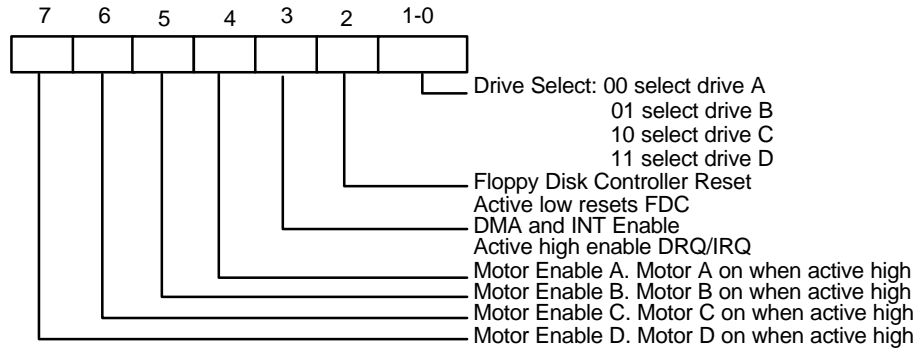 7 6 5 4 3 2 1-0
Drive Select: 00 select drive A
01 select drive B
10 select drive C
11 select drive D
Floppy Disk Controller Reset
Active low resets FDC
DMA and INT Enable
Active high enable DRQ/IRQ
Motor Enable A. Motor A on when active high
Motor Enable B. Motor B on when active high
Motor Enable C. Motor C on when active high
Motor Enable D. Motor D on when active high